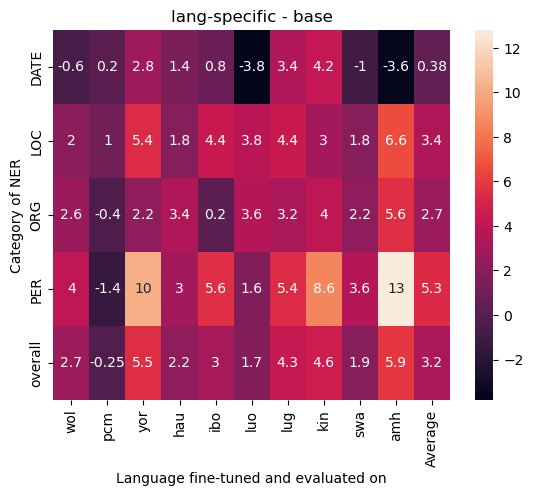 lang-specific - base
Category of NER
DATE -0.6 0.2 2.8 1.4 0.8 -3.8 3.4 4.2 -1 -3.6 0.38
LOC 2 1 5.4 1.8 4.4 3.8 4.4 3 1.8 6.6 3.4
ORG 2.6 -0.4 2.2 3.4 0.2 3.6 3.2 4 2.2 5.6 2.7
PER 4 -1.4 10 3 5.6 1.6 5.4 8.6 3.6 13 5.3
overall 2.7 -0.25 5.5 2.2 3 1.7 4.3 4.6 1.9 5.9 3.2
wol pcm yor hau ibo luo lug kin swa amh Average
Language fine-tuned and evaluated on
12
10
8
6
4
2
0
−2